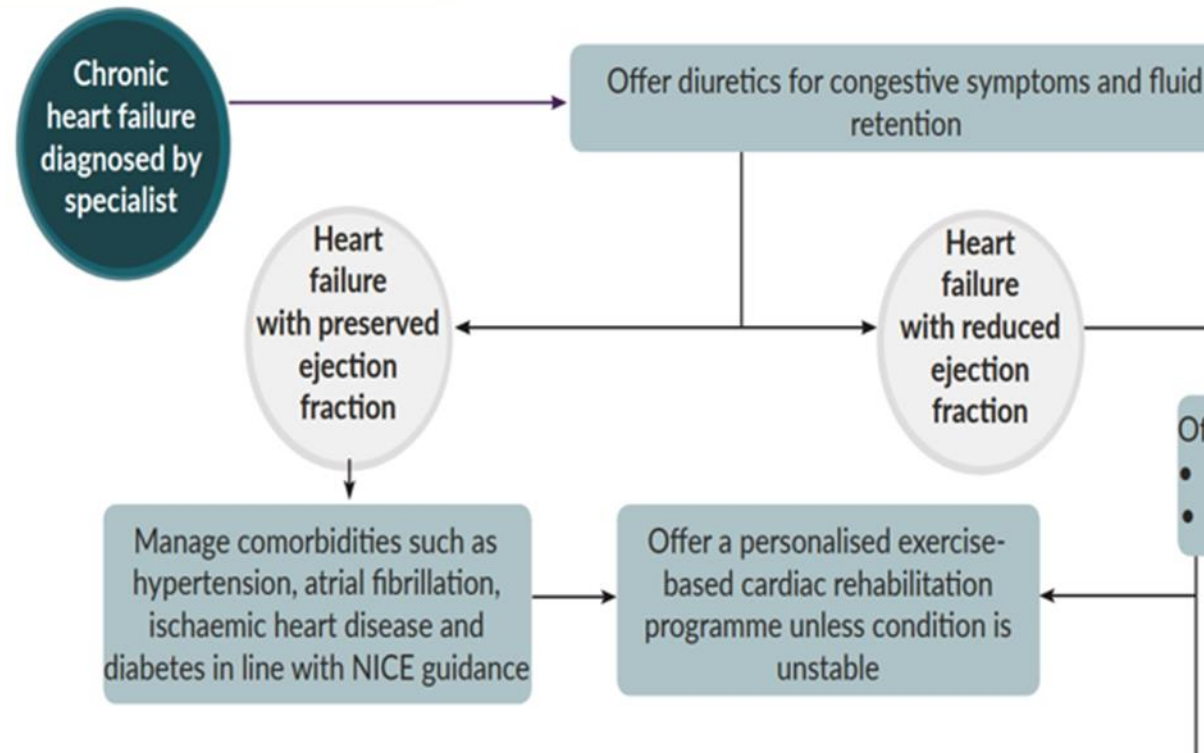 Chronic
heart failure
diagnosed by
specialist
Offer diuretics for congestive symptoms and fluid
retention
Heart
failure
with preserved
ejection
fraction
Heart
failure
with reduced
ejection
fraction
Manage comorbidities such as
hypertension, atrial fibrillation,
ischaemic heart disease and
diabetes in line with NICE guidance
Offer a personalised exercise-
based cardiac rehabilitation
programme unless condition is
unstable